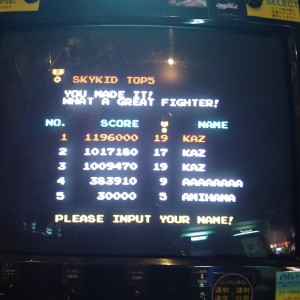 SKYKID TOP5
YOU MADE IT!
WHAT A GREAT FIGHTER!
NO. SCORE NAME
1 1196000 19 KAZ
2 1017180 17 KAZ
3 1009470 19 KAZ
4 383910 9 AAAAAAAA
5 30000 5 AMIHAMA
PLEASE INPUT YOUR NAME!